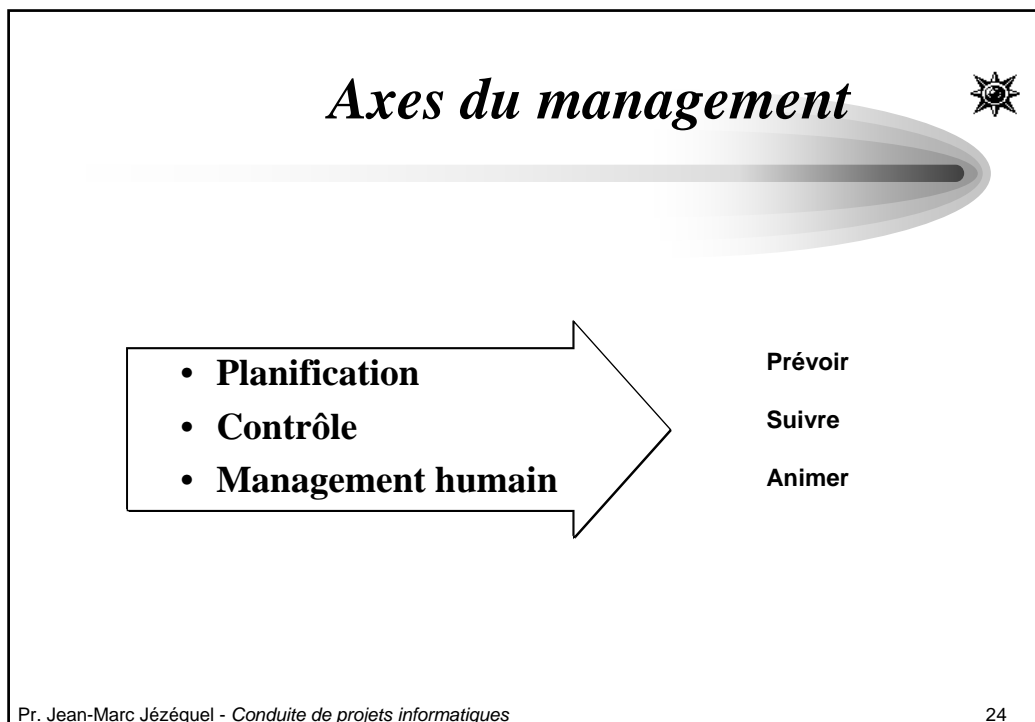 Axes du management
• Planification
• Contrôle
• Management humain
Prévoir
Suivre
Animer
Pr. Jean-Marc Jézéquel - Conduite de projets informatiques 24